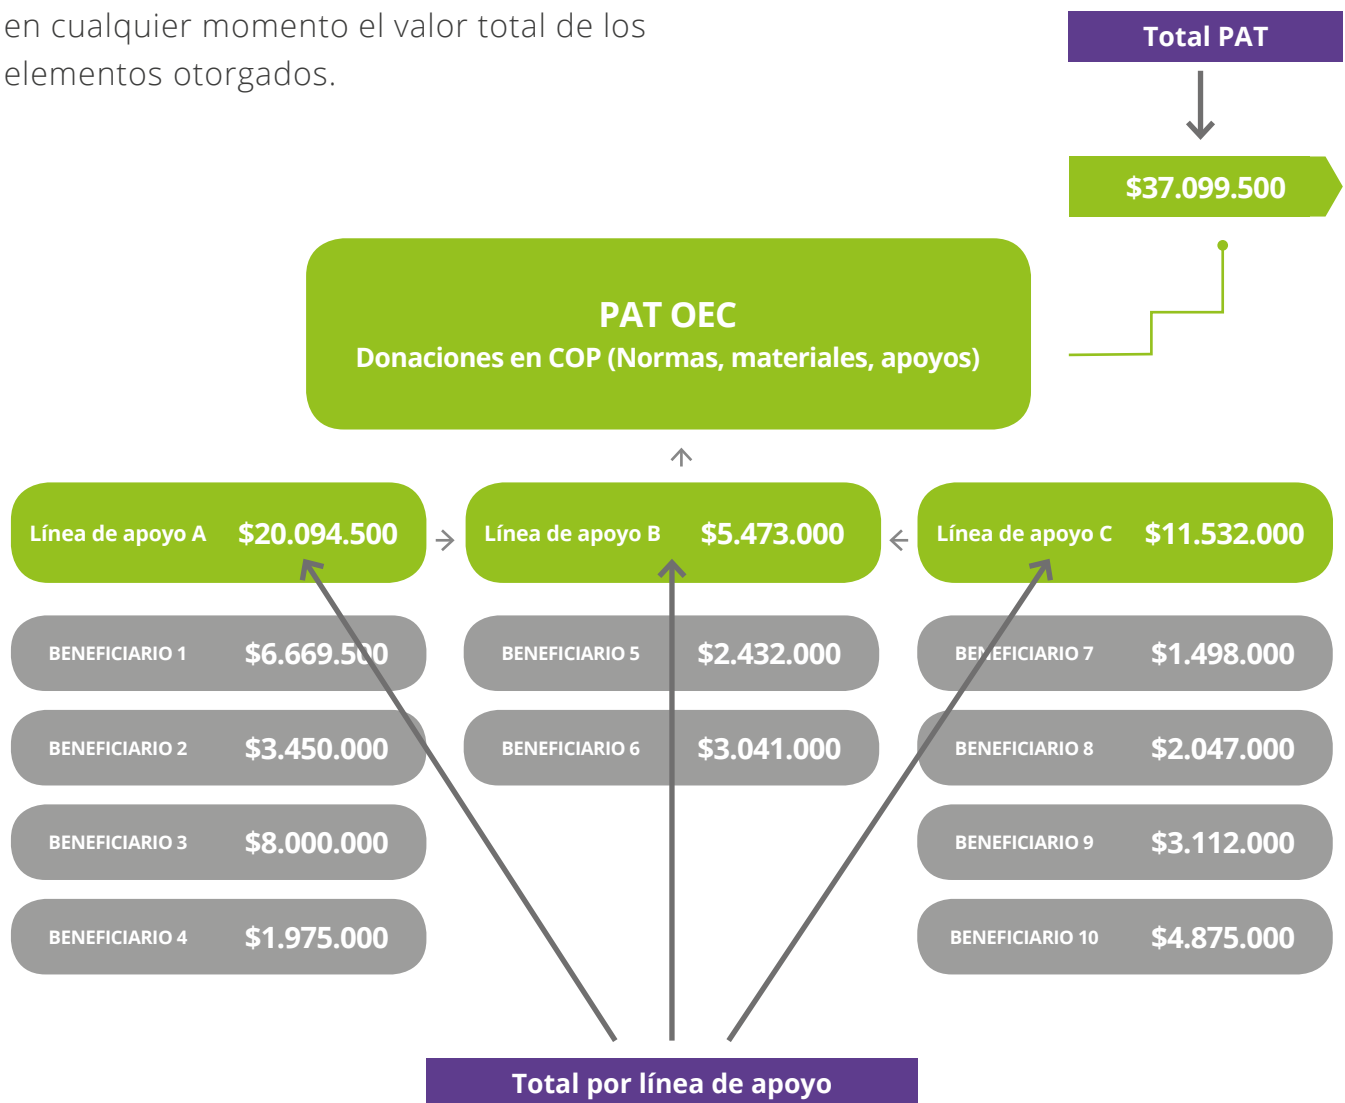 en cualquier momento el valor total de los
elementos otorgados.
Total PAT
$37.099.500
PAT OEC
Donaciones en COP (Normas, materiales, apoyos)
Línea de apoyo A $20.094.500
BENEFICIARIO 1 $6.669.500
BENEFICIARIO 2 $3.450.000
BENEFICIARIO 3 $8.000.000
BENEFICIARIO 4 $1.975.000
Línea de apoyo B $5.473.000
BENEFICIARIO 5 $2.432.000
BENEFICIARIO 6 $3.041.000
Línea de apoyo C $11.532.000
BENEFICIARIO 7 $1.498.000
BENEFICIARIO 8 $2.047.000
BENEFICIARIO 9 $3.112.000
BENEFICIARIO 10 $4.875.000
Total por línea de apoyo